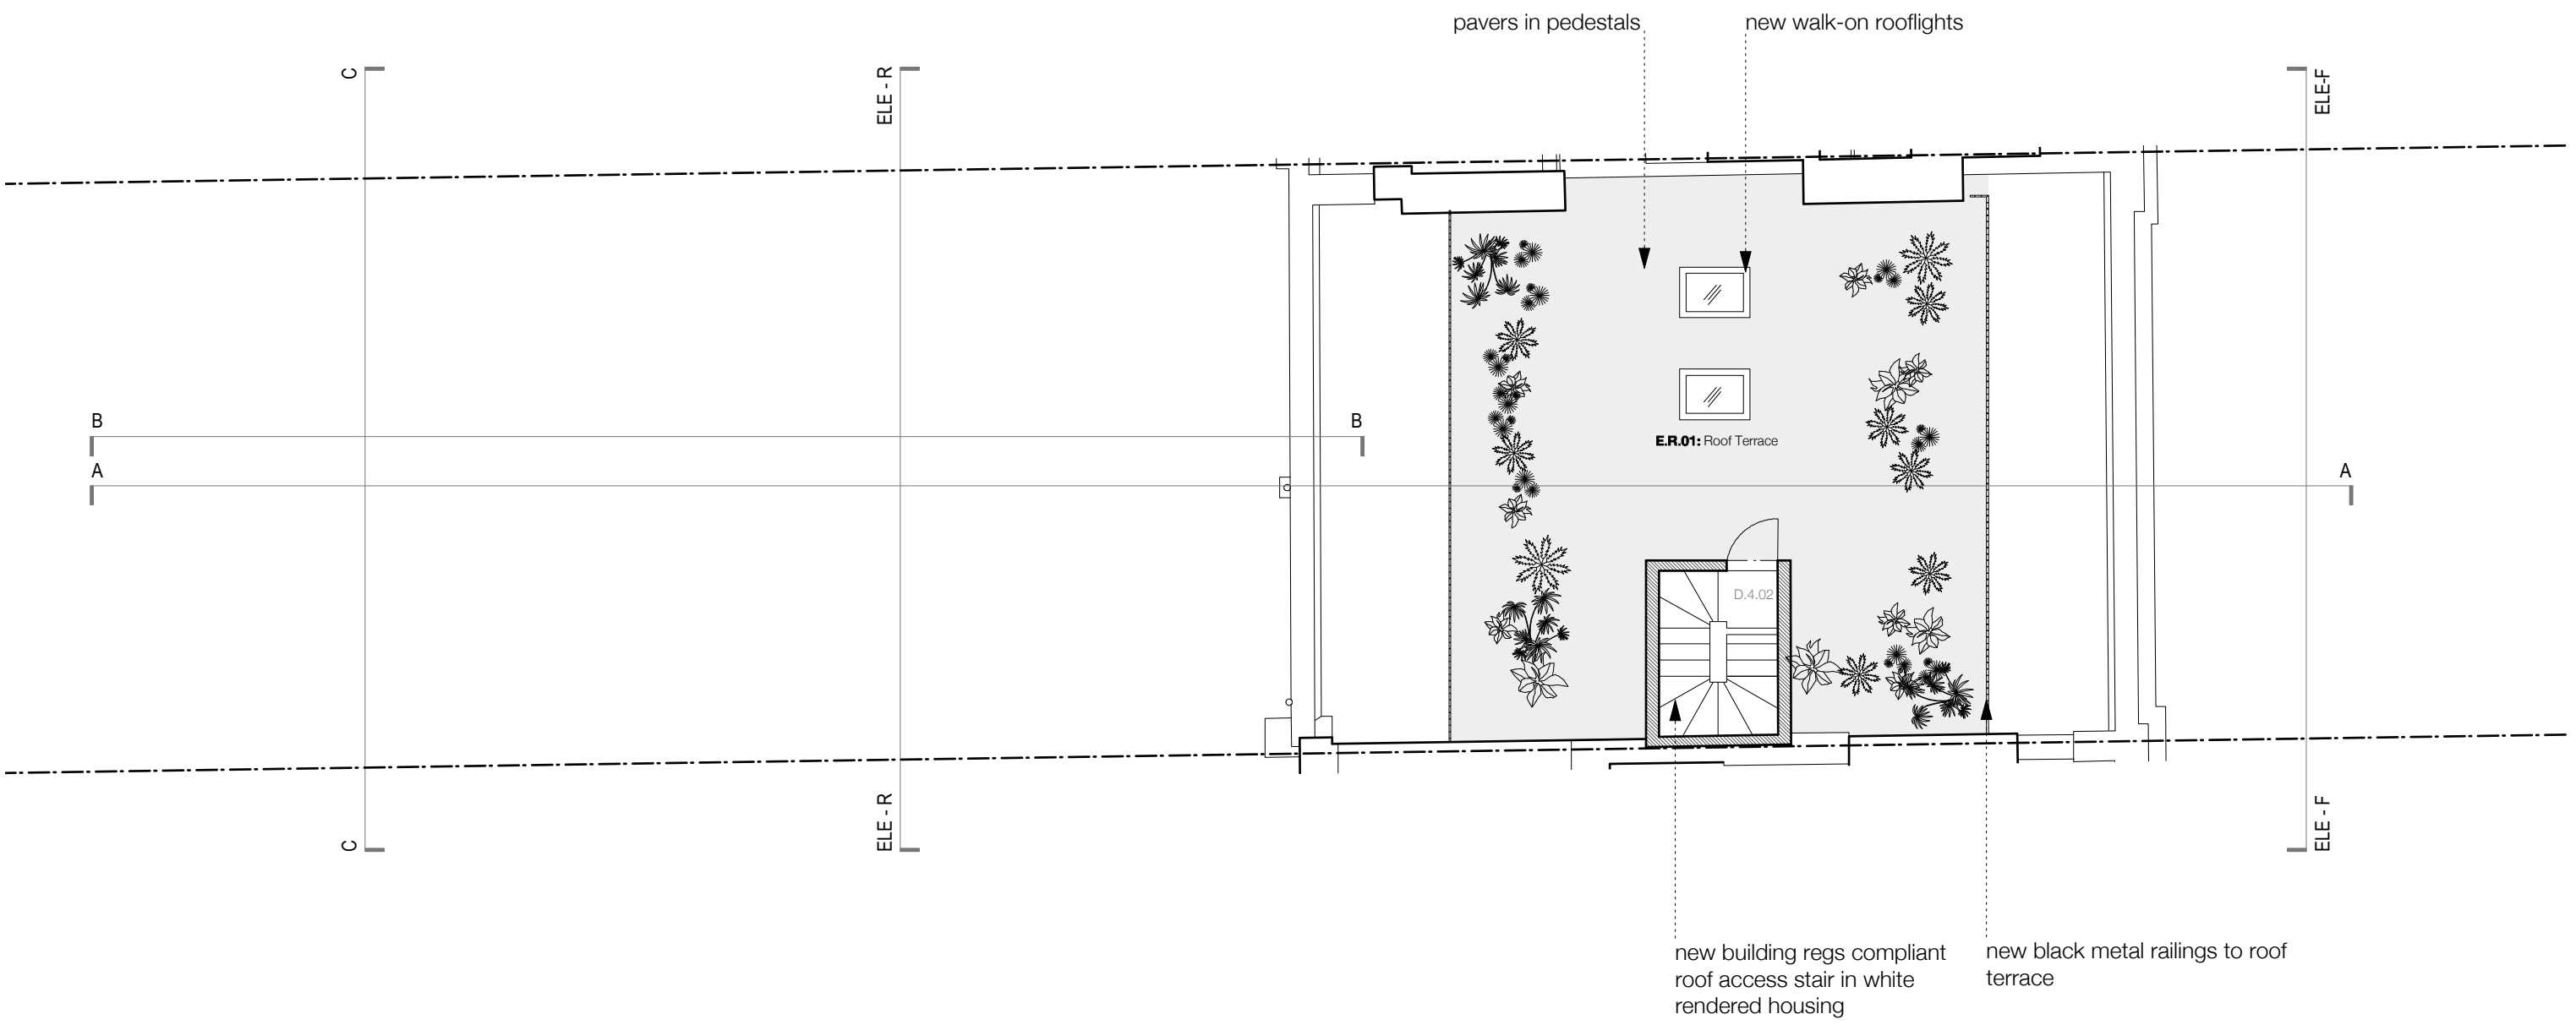 pavers in pedestals
new walk-on rooflights
C
ELE - R
ELE-F
B
B
E.R.01: Roof Terrace
A
A
D.4.02
C
ELE - R
ELE - F
new building regs compliant
roof access stair in white
rendered housing
new black metal railings to roof
terrace